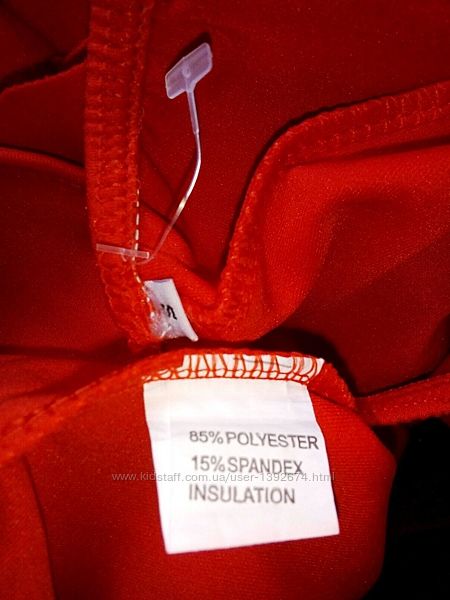 S
85%POLYESTER
15%SPANDEX
www.kidstaff.com.ua/user-1392674.html
INSULATION